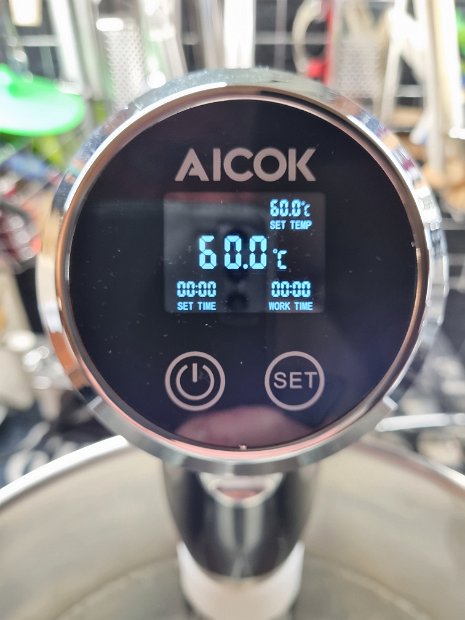 AICOK
60.0℃
SET TEMP
60.0℃
00:00 00:00
SET TIME WORK TIME
SET